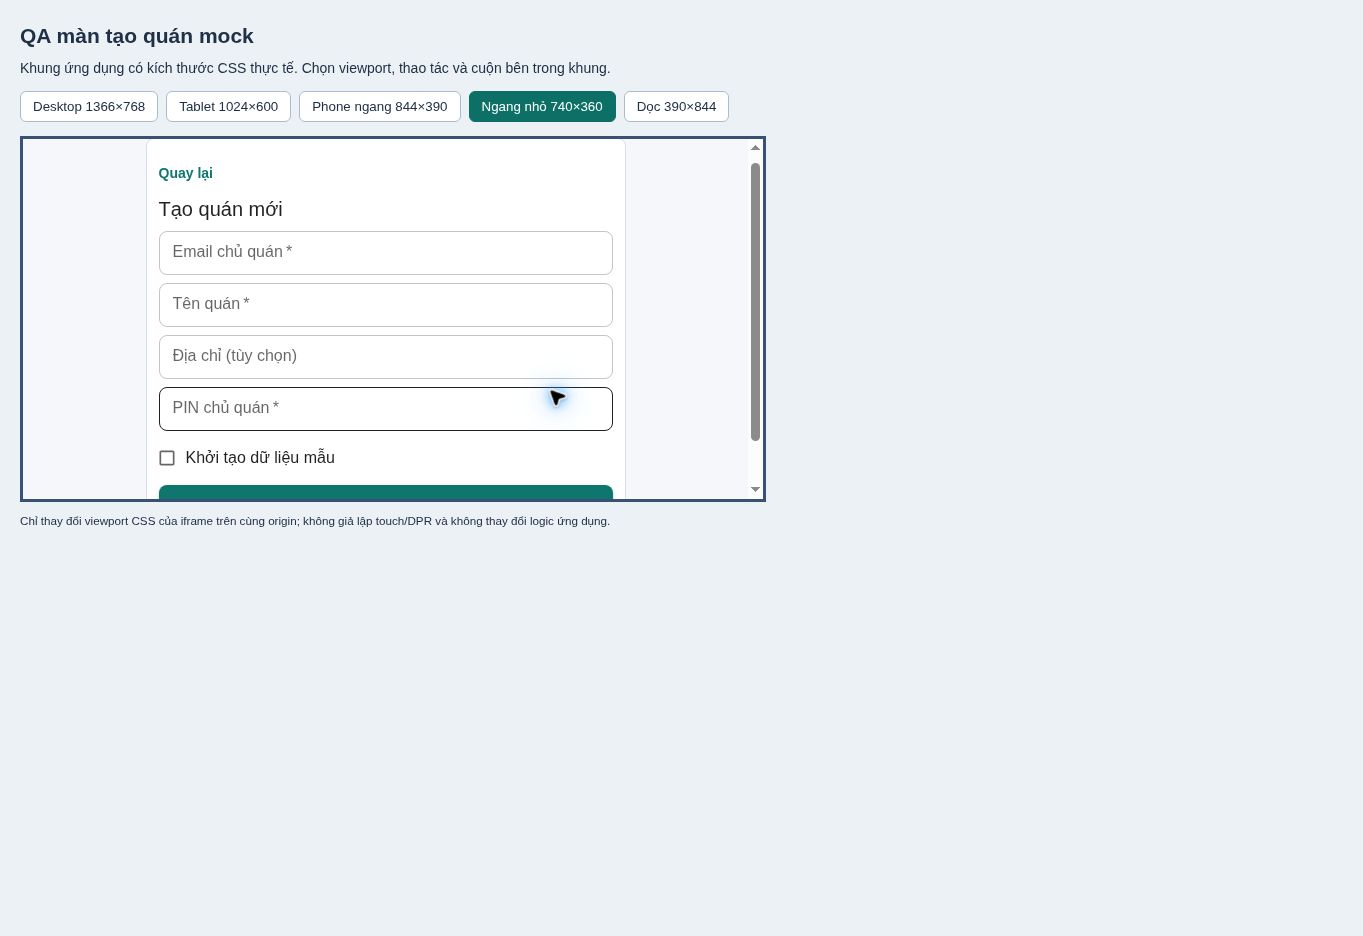 QA màn tạo quán mock
Khung ứng dụng có kích thước CSS thực tế. Chọn viewport, thao tác và cuộn bên trong khung.
Desktop 1366×768
Tablet 1024×600
Phone ngang 844×390
Ngang nhỏ 740×360
Dọc 390×844
Quay lại
Tạo quán mới
Email chủ quán *
Tên quán *
Địa chỉ (tùy chọn)
PIN chủ quán *
Khởi tạo dữ liệu mẫu
Chỉ thay đổi viewport CSS của iframe trên cùng origin; không giả lập touch/DPR và không thay đổi logic ứng dụng.